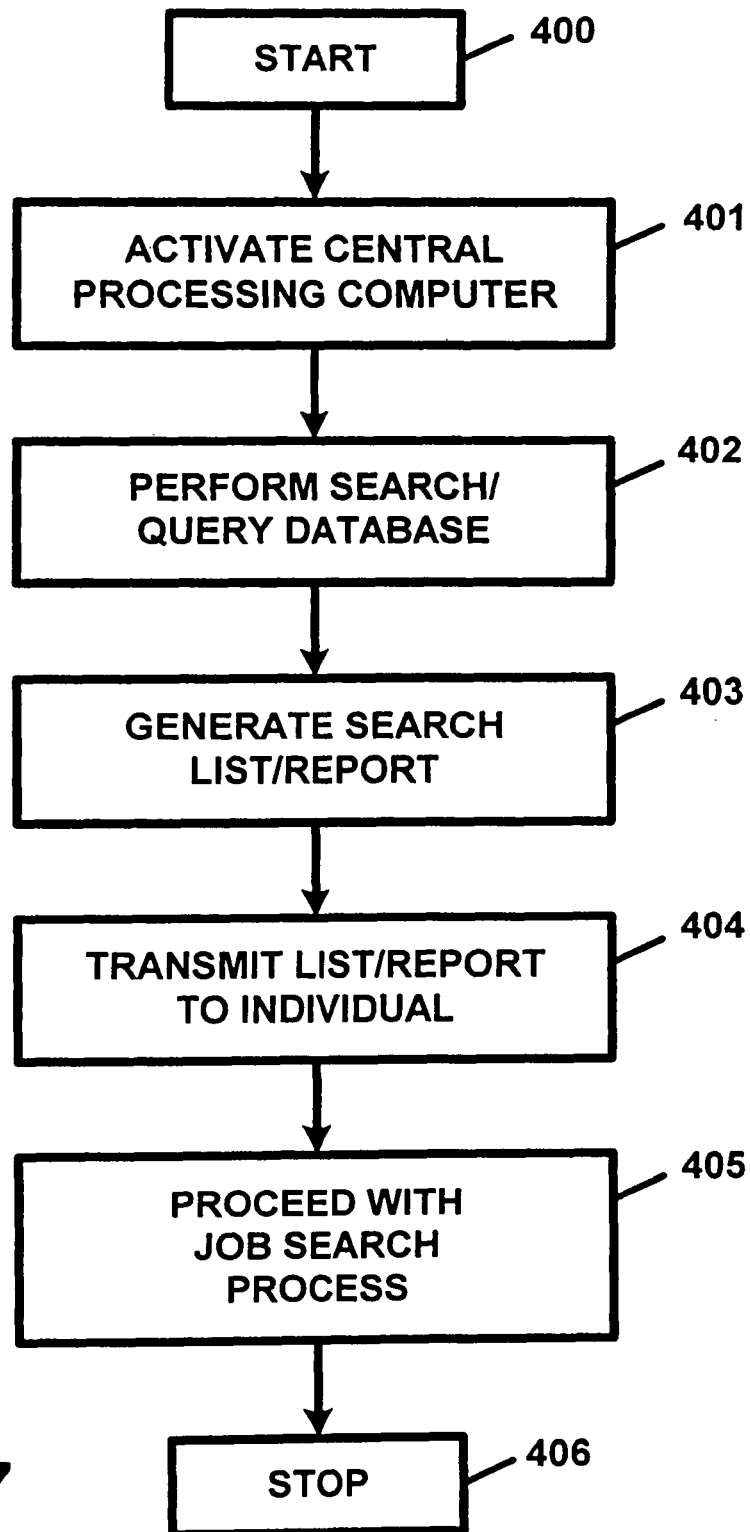 START
400
ACTIVATE CENTRAL
PROCESSING COMPUTER
401
PERFORM SEARCH/
QUERY DATABASE
402
GENERATE SEARCH
LIST/REPORT
403
TRANSMIT LIST/REPORT
TO INDIVIDUAL
404
PROCEED WITH
JOB SEARCH
PROCESS
405
STOP
406